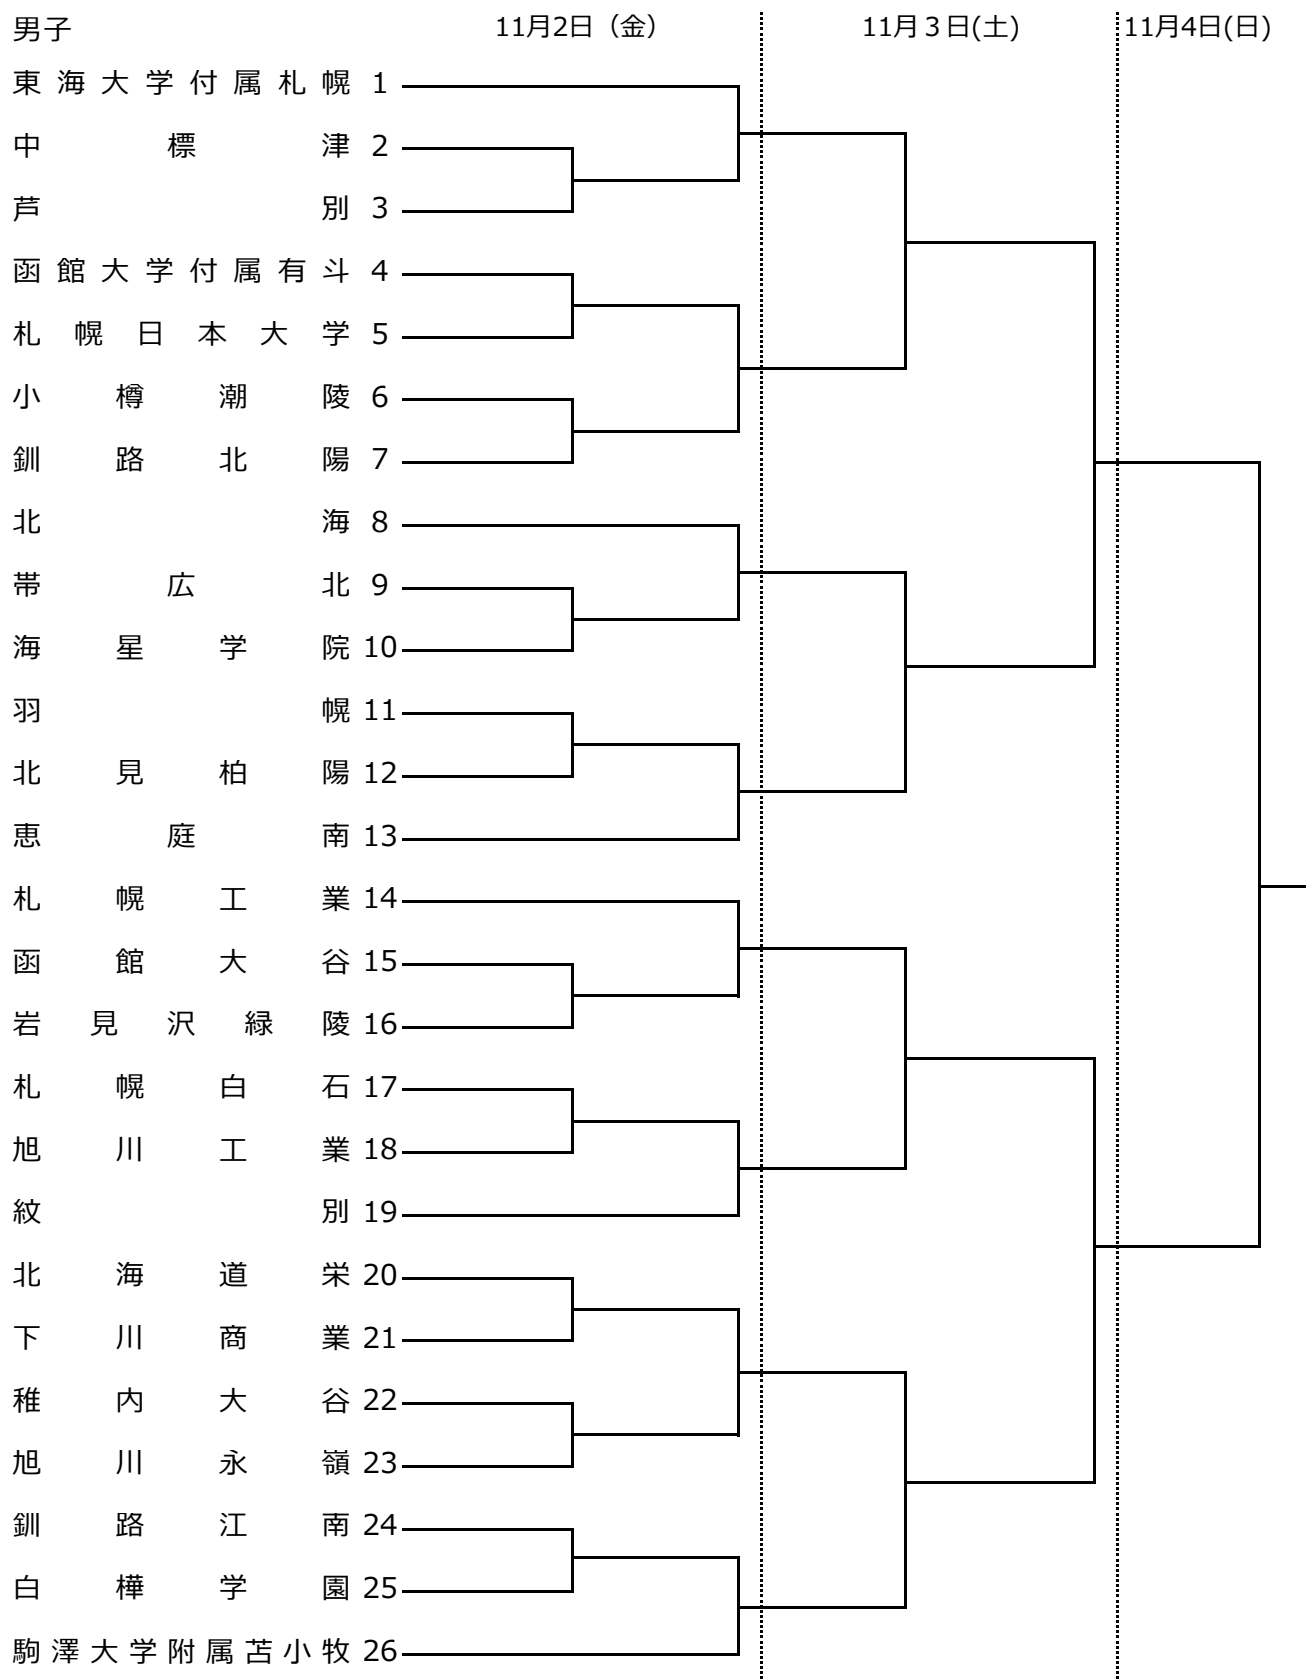 男子 11月2日（金） 11月３日(土) 11月4日(日)
東海大学付属札幌 1
中標津 2
芦別 3
函館大学付属有斗 4
札幌日本大学 5
小樽潮陵 6
釧路北陽 7
北海 8
帯広北 9
海星学院 10
羽幌 11
北見柏陽 12
恵庭南 13
札幌工業 14
函館大谷 15
岩見沢緑陵 16
札幌白石 17
旭川工業 18
紋別 19
北海道栄 20
下川商業 21
稚内大谷 22
旭川永嶺 23
釧路江南 24
白樺学園 25
駒澤大学附属苫小牧 26